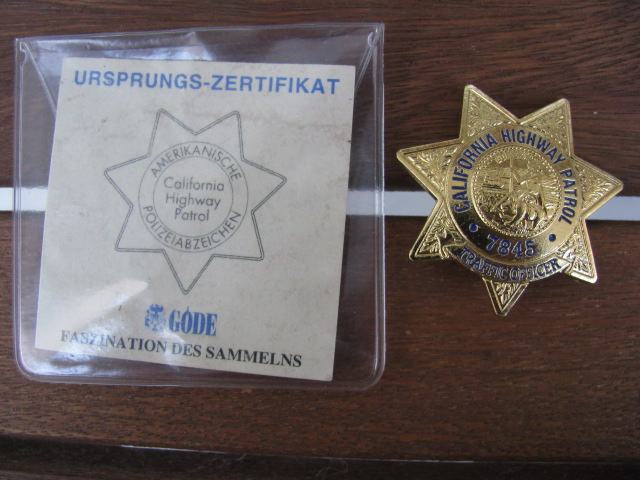 URSPRUNGS-ZERTIFIKAT
AMERIKANISCHE
California
Highway
Patrol
POLIZEIABZEICHEN
GÖDE
FASZINATION DES SAMMELNS
CALIFORNIA HIGHWAY PATROL
7845
TRAFFIC OFFICER